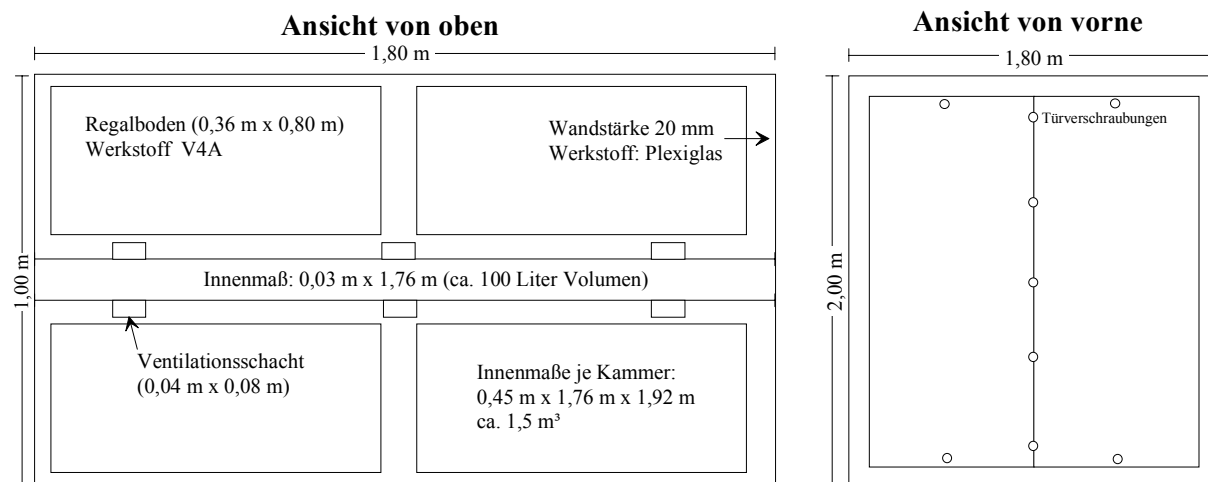 Ansicht von oben
1,80 m
Regalboden (0,36 m x 0,80 m)
Werkstoff V4A
Wandstärke 20 mm
Werkstoff: Plexiglas
1,00 m
Innenmaß: 0,03 m x 1,76 m (ca. 100 Liter Volumen)
Ventilationsschacht
(0,04 m x 0,08 m)
Innenmaße je Kammer:
0,45 m x 1,76 m x 1,92 m
ca. 1,5 m³
Ansicht von vorne
1,80 m
Türverschraubungen
2,00 m